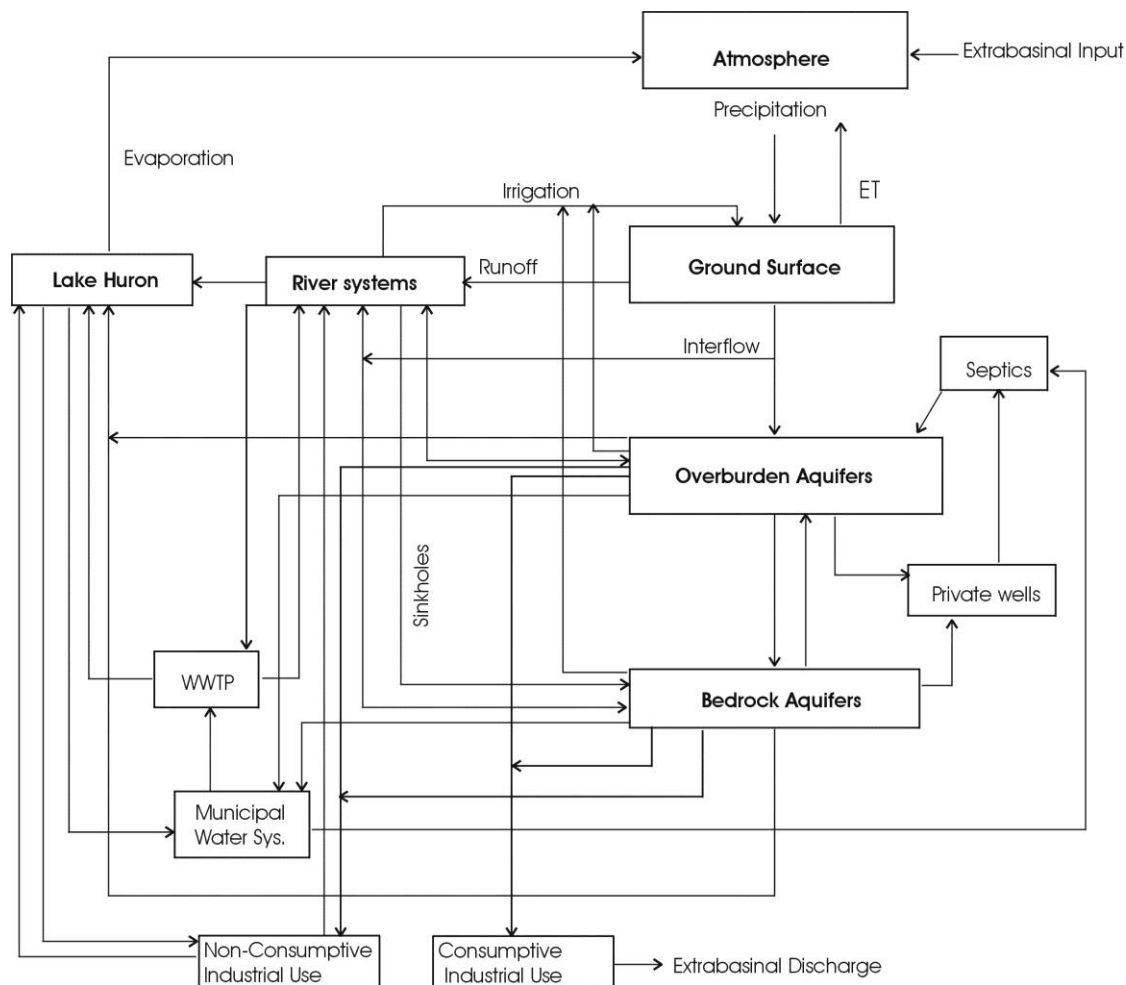 Atmosphere
Extrabasinal Input
Precipitation
Evaporation
ET
Irrigation
Lake Huron
River systems
Runoff
Ground Surface
Interflow
Septics
Overburden Aquifers
Sinkholes
Private wells
WWTP
Bedrock Aquifers
Municipal
Water Sys.
Non-Consumptive
Industrial Use
Consumptive
Industrial Use
Extrabasinal Discharge